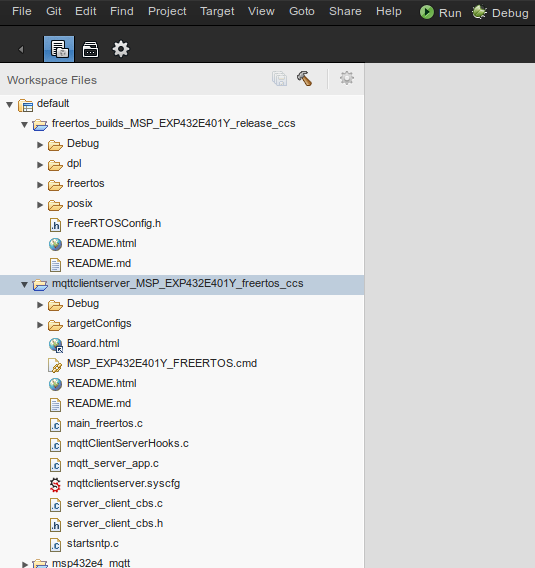 File Edit Find Project Target View Goto Share Help Run Debug
Workspace Files
default
freertos_builds_MSP_EXP432E401Y_release_ccs
Debug
dpl
freertos
posix
FreeRTOSConfig.h
README.html
README.md
mqttclientserver_MSP_EXP432E401Y_freertos_ccs
Debug
targetConfigs
Board.html
MSP_EXP432E401Y_FREERTOS.cmd
README.html
README.md
main_freertos.c
mqttClientServerHooks.c
mqtt_server_app.c
mqttclientserver.syscfg
server_client_cbs.c
server_client_cbs.h
startsntp.c
msp432e4_mqtt